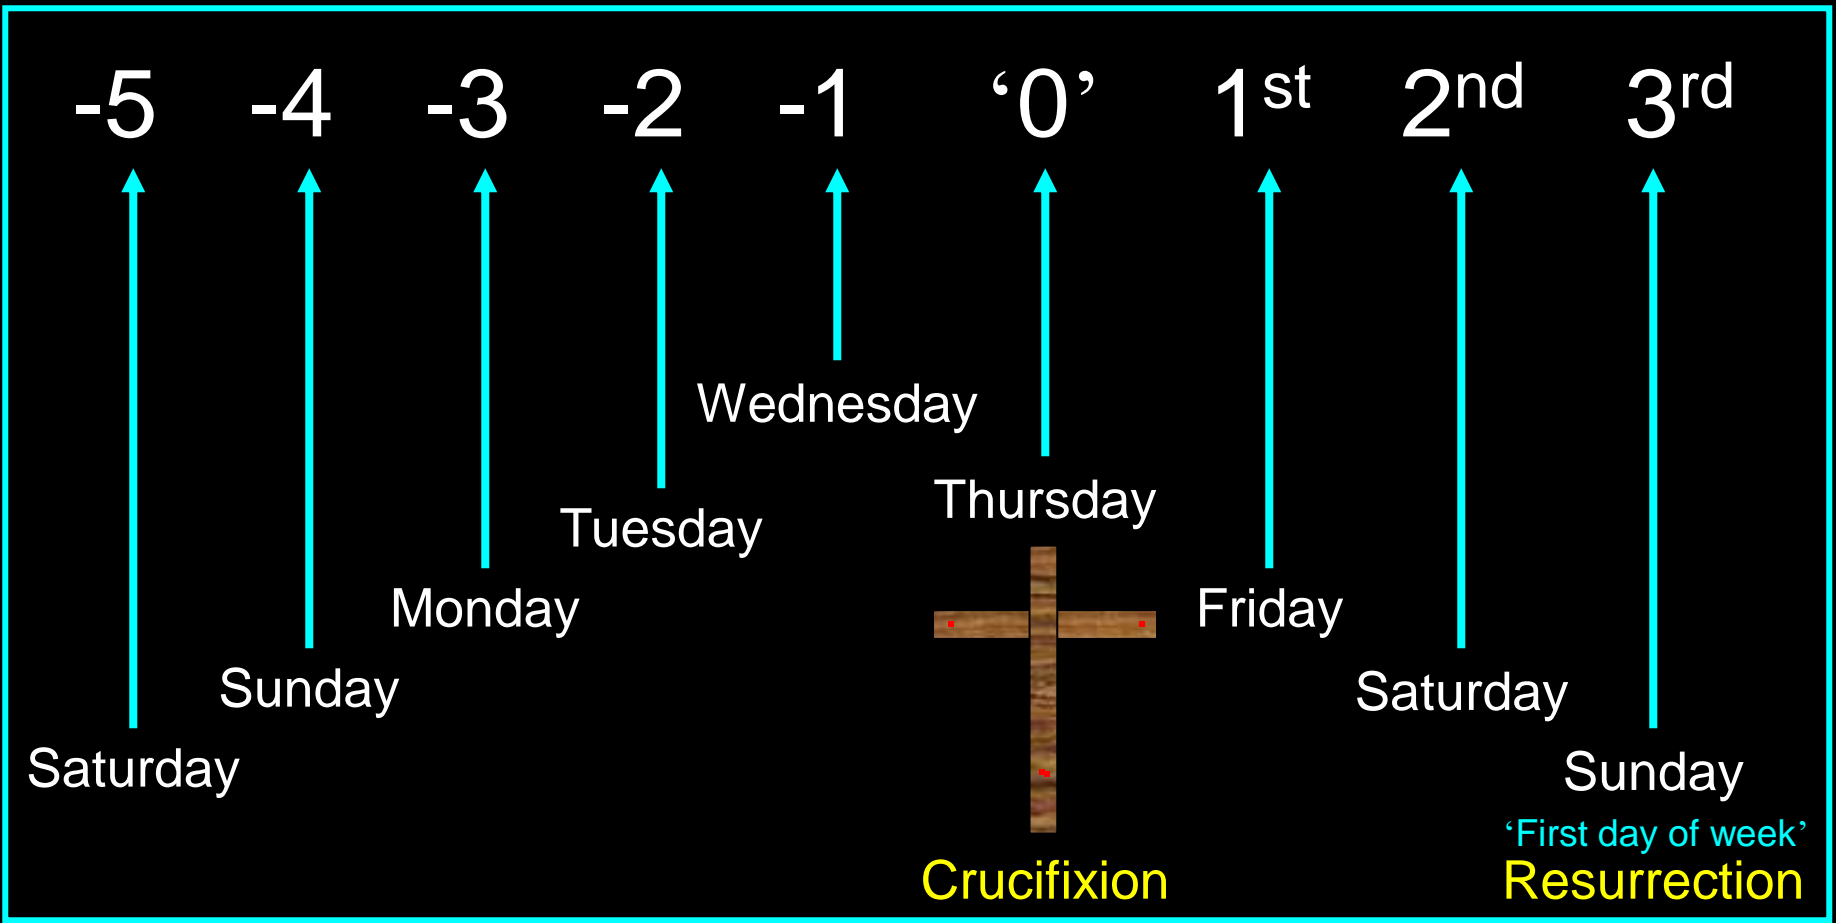 -5 -4 -3 -2 -1 ‘0’ 1st 2nd 3rd
Wednesday
Thursday
Tuesday
Monday
Friday
Sunday
Saturday
Saturday
Sunday
‘First day of week’
Crucifixion
Resurrection